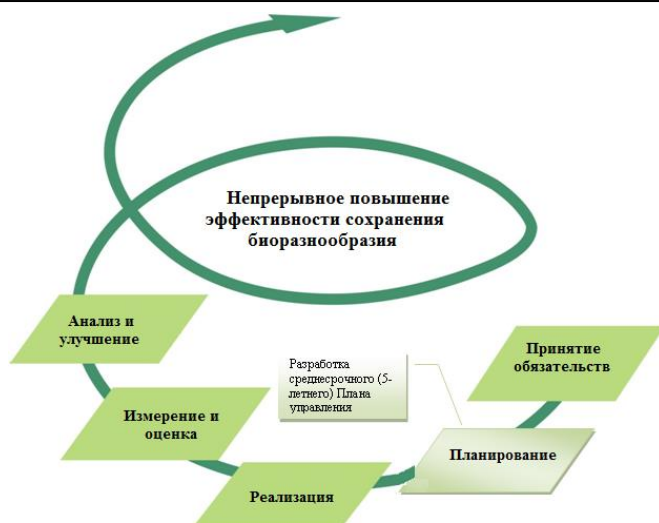 Непрерывное повышение
эффективности сохранения
биоразнообразия
Анализ и
улучшение
Измерение и
оценка
Реализация
Разработка
среднесрочного (5-
летнего) Плана
управления
Планирование
Принятие
обязательств